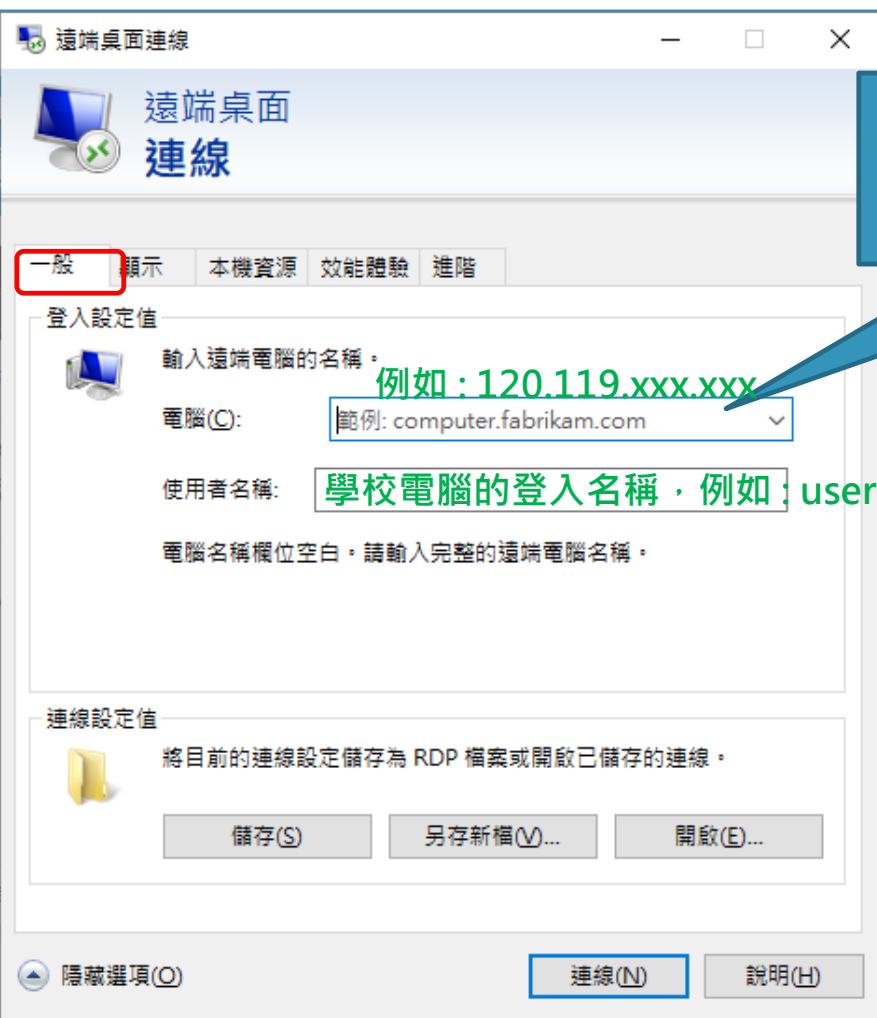 遠端桌面連線
遠端桌面
連線
一般 顯示 本機資源 效能體驗 進階
登入設定值
輸入遠端電腦的名稱。
例如 : 120.119.xxx.xxx
電腦(C): 範例: computer.fabrikam.com
使用者名稱: 學校電腦的登入名稱，例如 : user
電腦名稱欄位空白。請輸入完整的遠端電腦名稱。
連線設定值
將目前的連線設定儲存為 RDP 檔案或開啟已儲存的連線。
儲存(S) 另存新檔(V)... 開啟(E)...
隱藏選項(O) 連線(N) 說明(H)